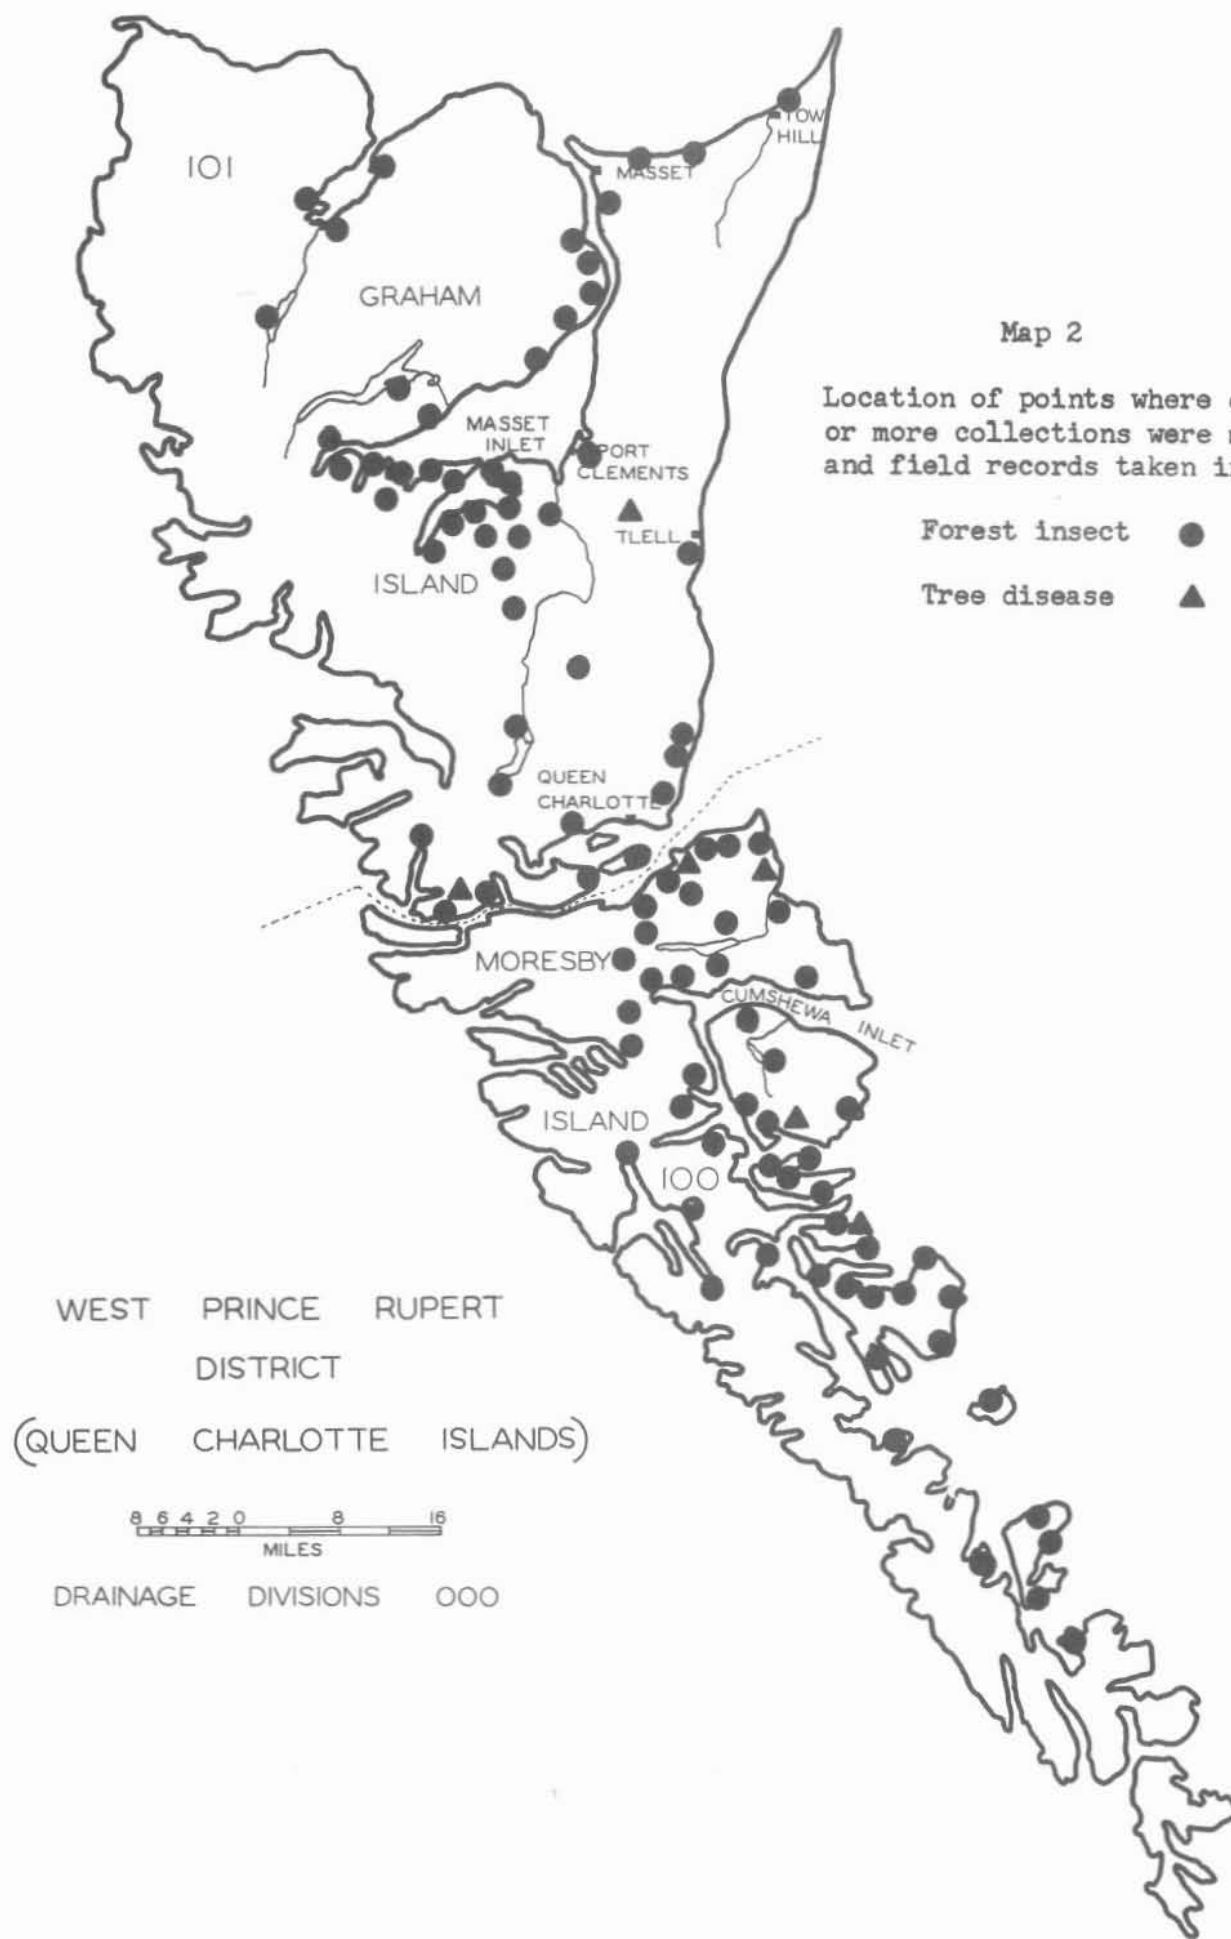 TOW
HILL
101
MASSET
GRAHAM
Map 2
Location of points where
or more collections were
and field records taken
MASSET
INLET
PORT
CLEMENTS
TLELL
Forest insect
ISLAND
Tree disease
QUEEN
CHARLOTTE
MORESBY
CUMSHEWA INLET
ISLAND
100
WEST PRINCE RUPERT
DISTRICT
(QUEEN CHARLOTTE ISLANDS)
8 6 4 2 0 8 16
MILES
DRAINAGE DIVISIONS 000